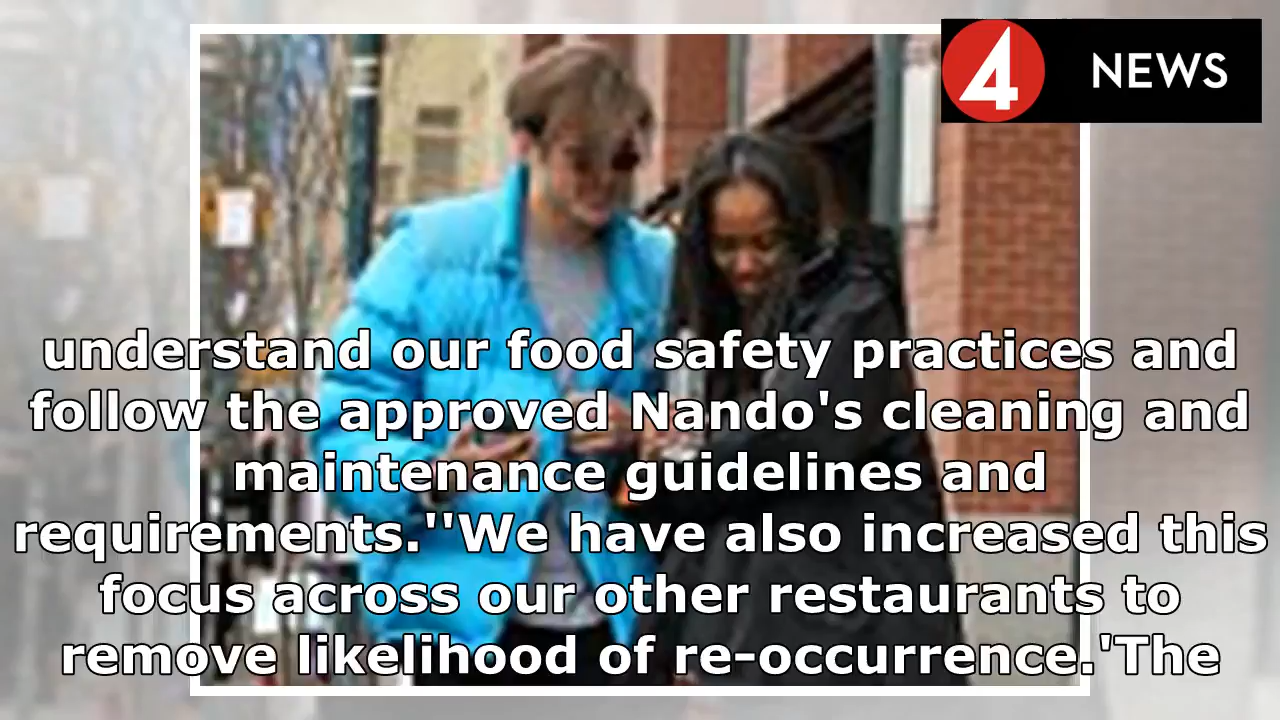 4 NEWS
understand our food safety practices and
follow the approved Nando's cleaning and
maintenance guidelines and
requirements.''We have also increased this
focus across our other restaurants to
remove likelihood of re-occurrence.'The